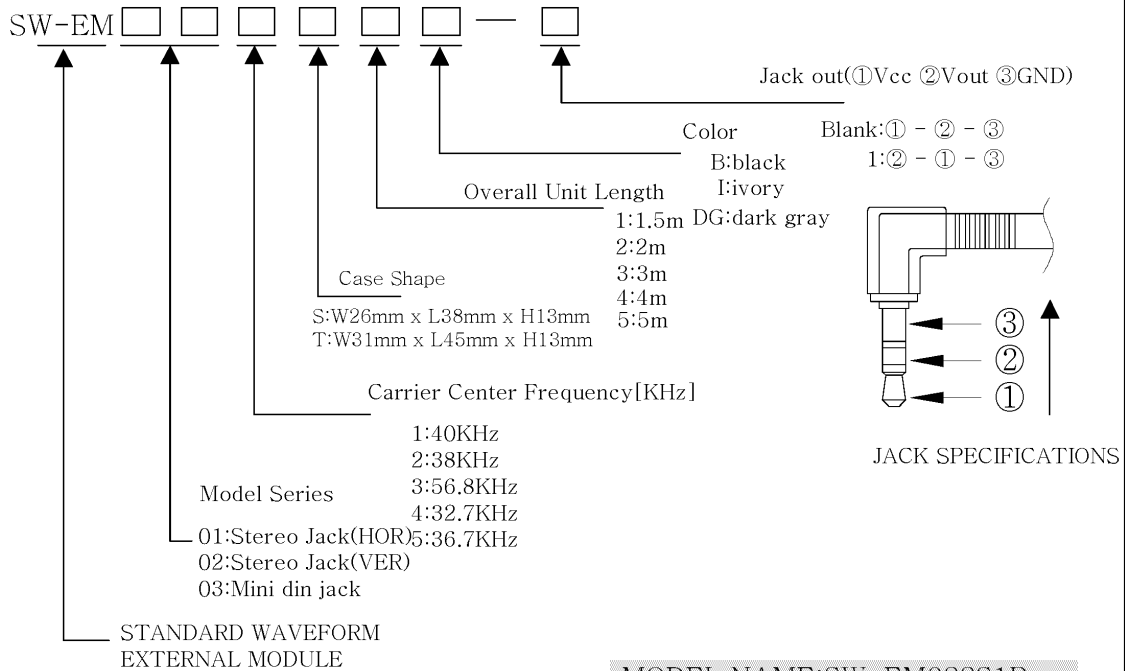 SW-EM□□□□□□ — □
Jack out(①Vcc ②Vout ③GND)
Blank:① - ② - ③
1:② - ① - ③
Color
B:black
I:ivory
DG:dark gray
Overall Unit Length
1:1.5m
2:2m
3:3m
4:4m
5:5m
Case Shape
S:W26mm x L38mm x H13mm
T:W31mm x L45mm x H13mm
③
②
①
JACK SPECIFICATIONS
Carrier Center Frequency[KHz]
1:40KHz
2:38KHz
3:56.8KHz
4:32.7KHz
5:36.7KHz
Model Series
01:Stereo Jack(HOR)
02:Stereo Jack(VER)
03:Mini din jack
STANDARD WAVEFORM
EXTERNAL MODULE
MODEL NAME: